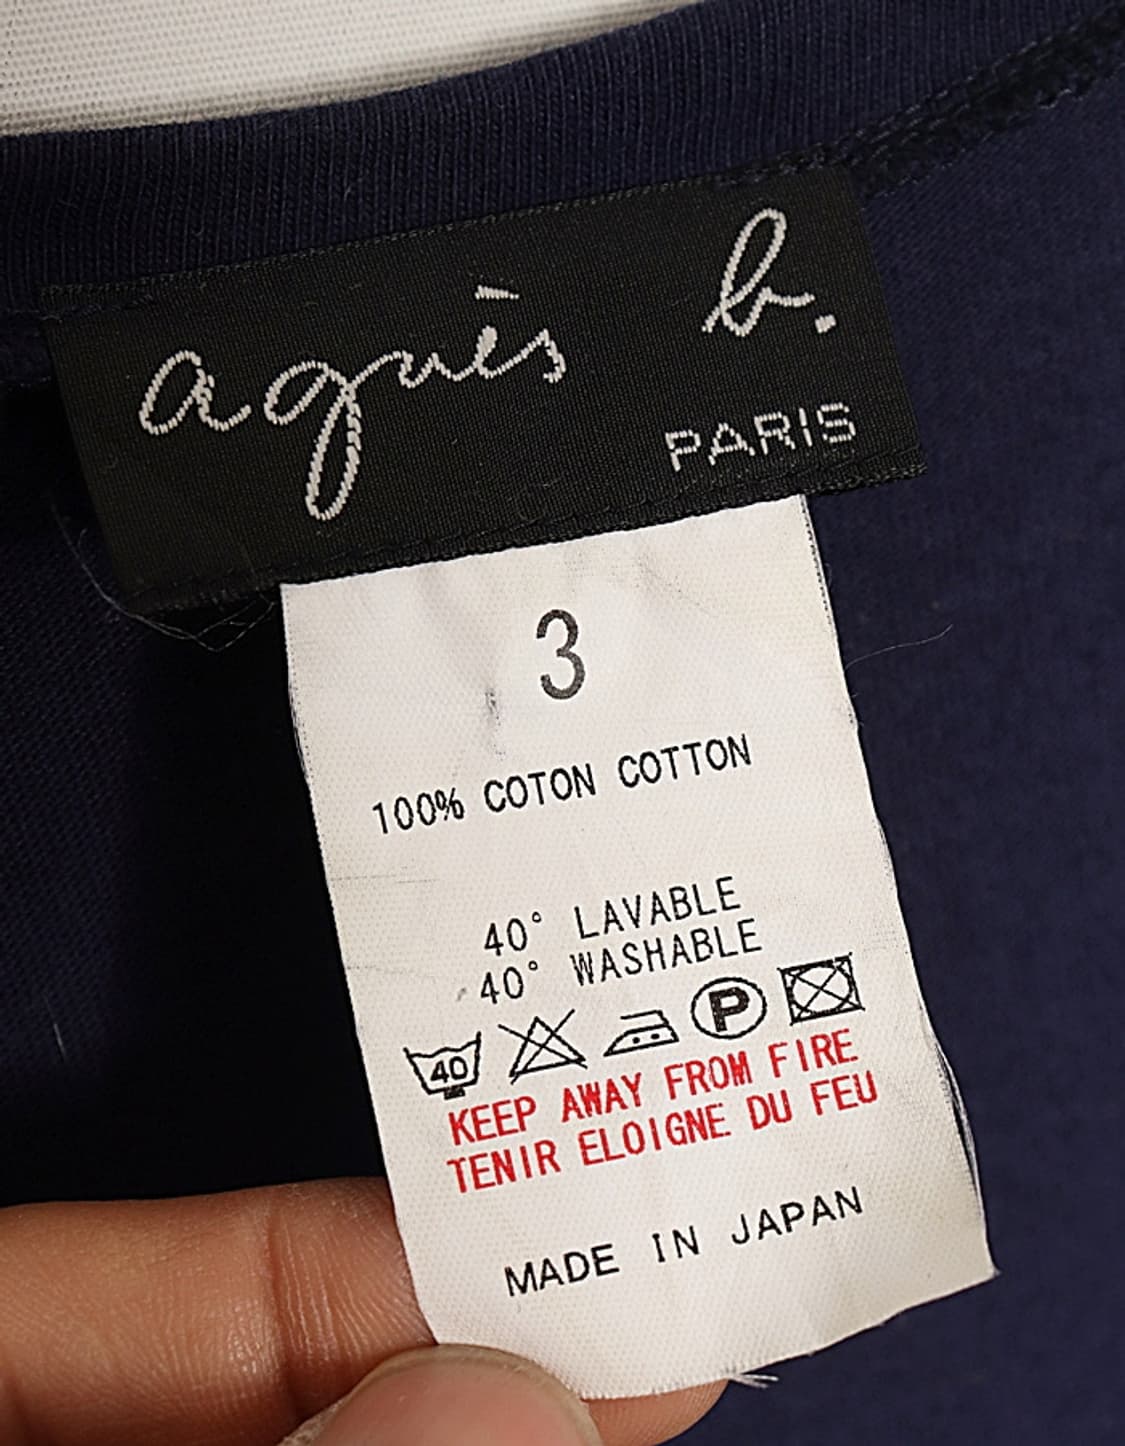 agnès b.
PARIS
3
100% COTON COTTON
40° LAVABLE
40° WASHABLE
40 P
KEEP AWAY FROM FIRE
TENIR ELOIGNE DU FEU
MADE IN JAPAN